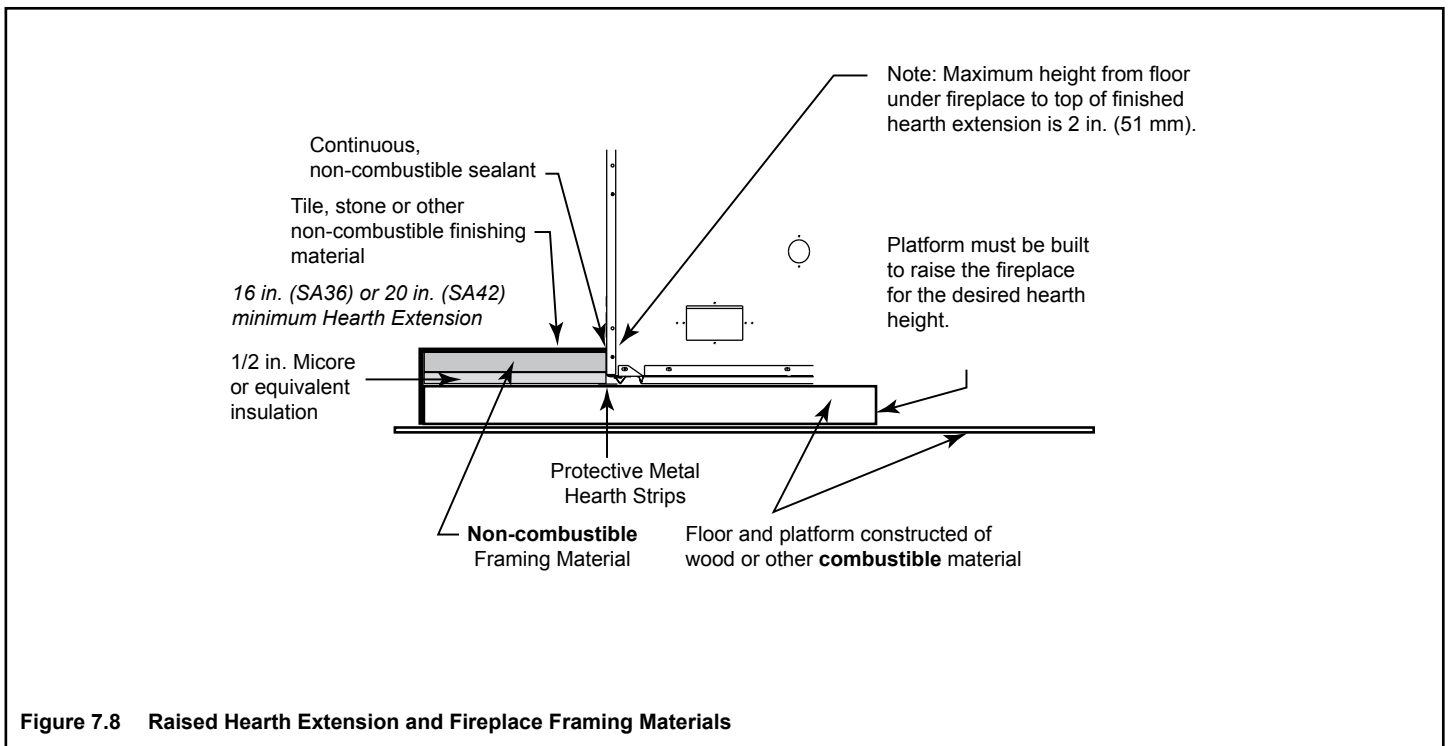 Note: Maximum height from floor
under fireplace to top of finished
hearth extension is 2 in. (51 mm).
Continuous,
non-combustible sealant
Tile, stone or other
non-combustible finishing
material
16 in. (SA36) or 20 in. (SA42)
minimum Hearth Extension
1/2 in. Micore
or equivalent
insulation
Platform must be built
to raise the fireplace
for the desired hearth
height.
Protective Metal
Hearth Strips
Non-combustible
Framing Material
Floor and platform constructed of
wood or other combustible material
Figure 7.8 Raised Hearth Extension and Fireplace Framing Materials